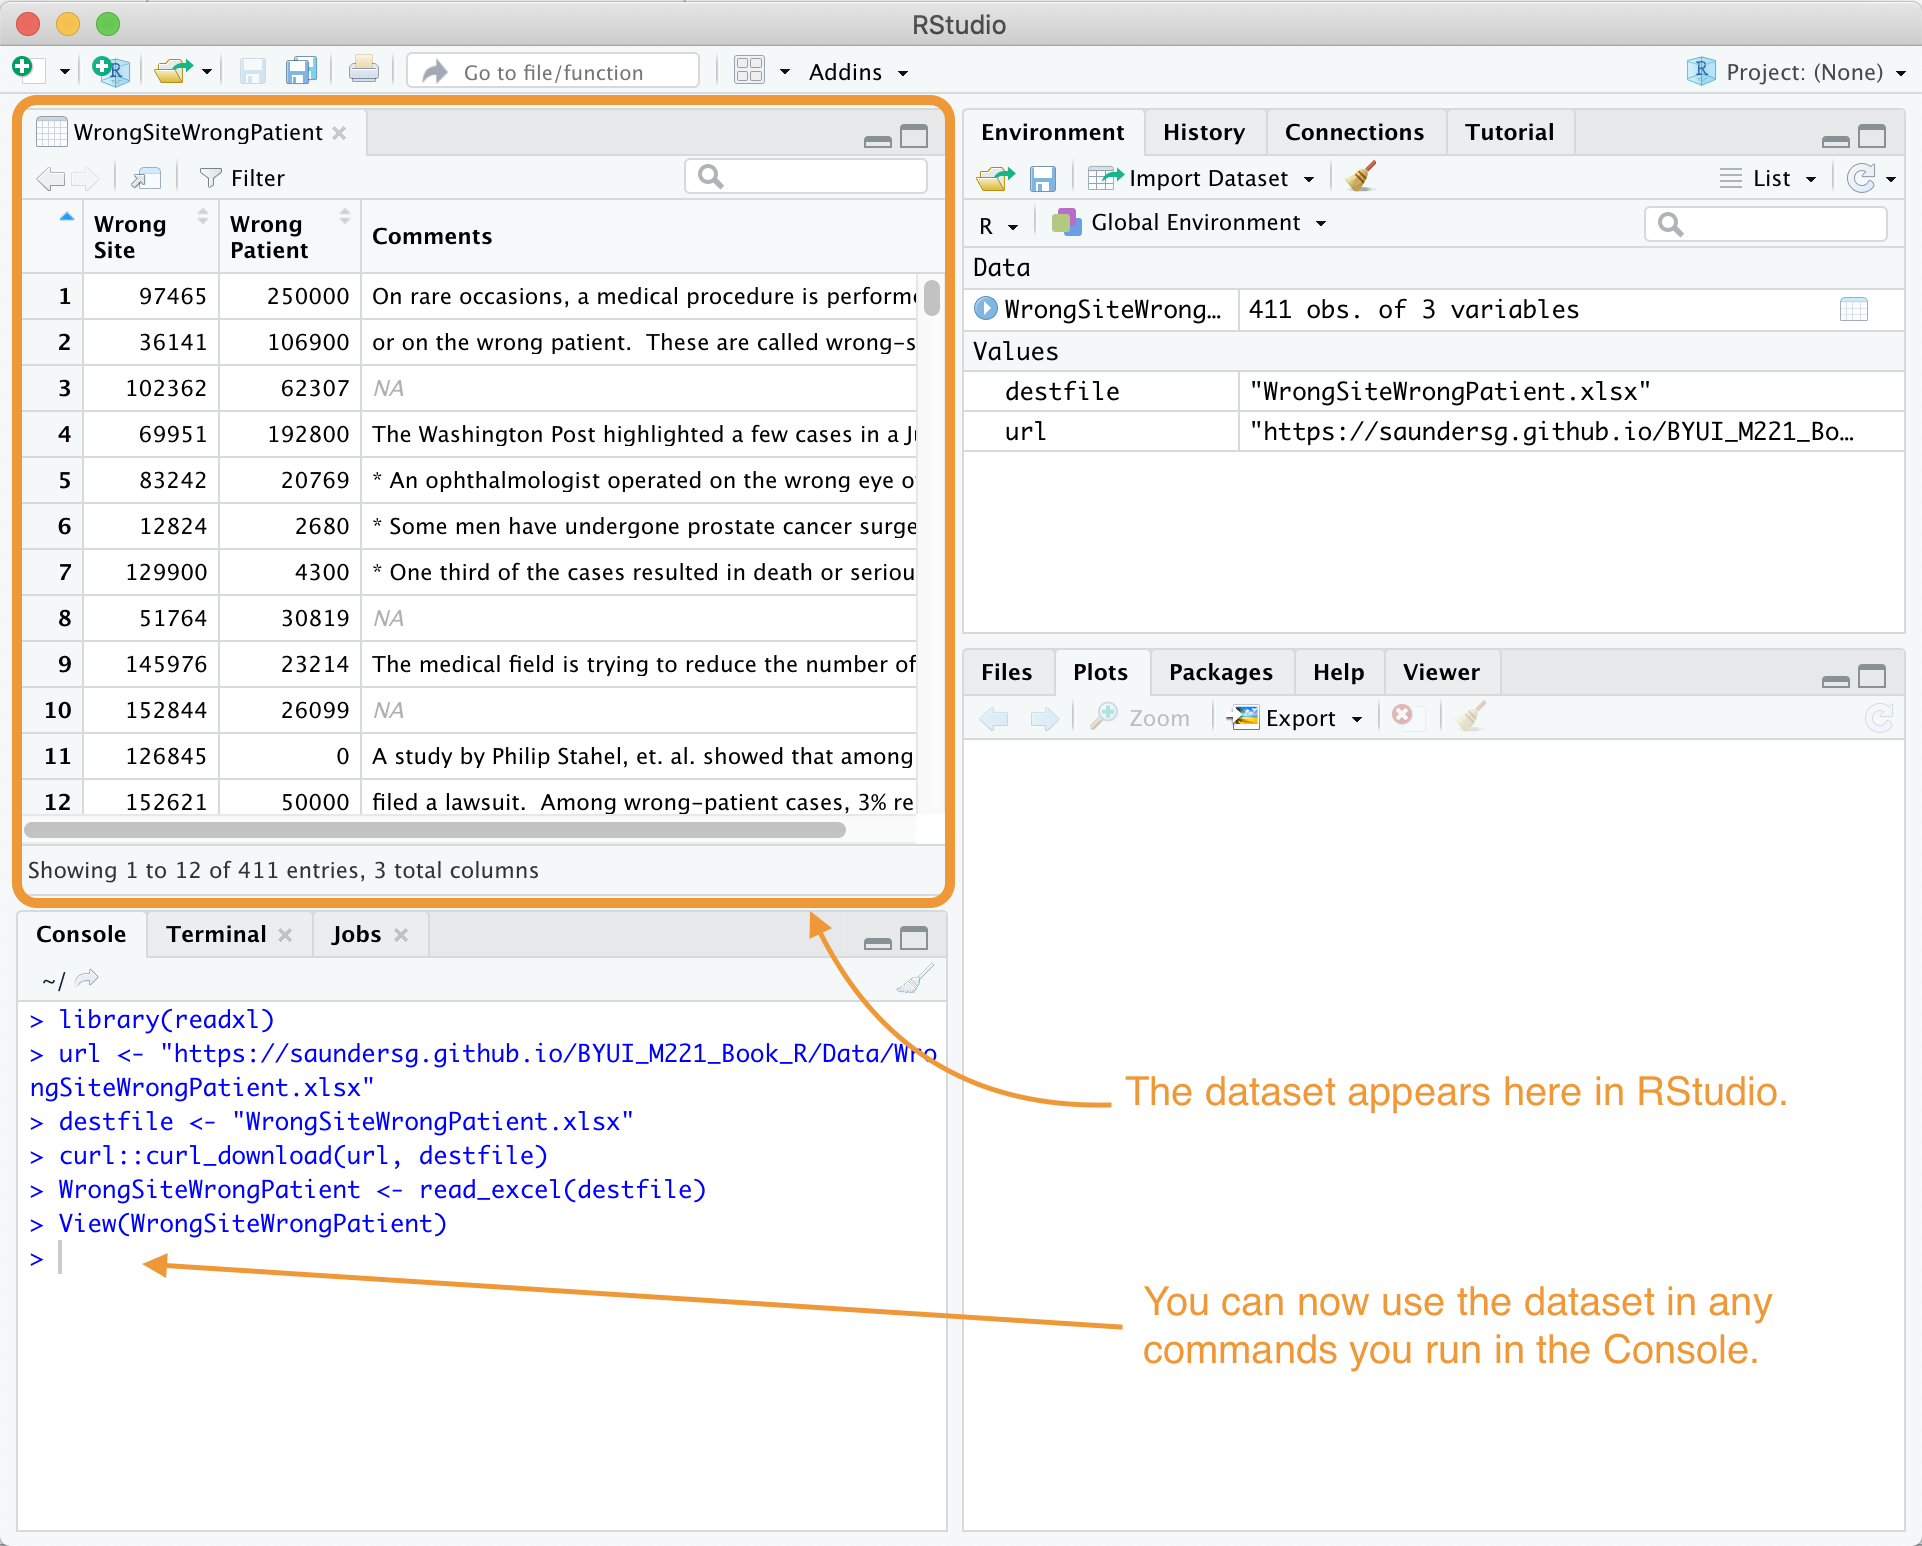 RStudio
Go to file/function
Addins
Project: (None)
WrongSiteWrongPatient
Filter
Wrong Site Wrong Patient Comments
1 97465 250000 On rare occasions, a medical procedure is performe
2 36141 106900 or on the wrong patient.  These are called wrong-s
3 102362 62307 NA
4 69951 192800 The Washington Post highlighted a few cases in a Ju
5 83242 20769 * An ophthalmologist operated on the wrong eye o
6 12824 2680 * Some men have undergone prostate cancer surge
7 129900 4300 * One third of the cases resulted in death or seriou
8 51764 30819 NA
9 145976 23214 The medical field is trying to reduce the number of
10 152844 26099 NA
11 126845 0 A study by Philip Stahel, et. al. showed that among
12 152621 50000 filed a lawsuit.  Among wrong-patient cases, 3% re
Showing 1 to 12 of 411 entries, 3 total columns
Console Terminal Jobs
~/
> library(readxl)
> url <- "https://saundersg.github.io/BYUI_M221_Book_R/Data/Wro
ngSiteWrongPatient.xlsx"
> destfile <- "WrongSiteWrongPatient.xlsx"
> curl::curl_download(url, destfile)
> WrongSiteWrongPatient <- read_excel(destfile)
> View(WrongSiteWrongPatient)
>
Environment History Connections Tutorial
Import Dataset List
R Global Environment
Data
WrongSiteWrong… 411 obs. of 3 variables
Values
destfile "WrongSiteWrongPatient.xlsx"
url "https://saundersg.github.io/BYUI_M221_Bo…
Files Plots Packages Help Viewer
Zoom Export
The dataset appears here in RStudio.
You can now use the dataset in any
commands you run in the Console.